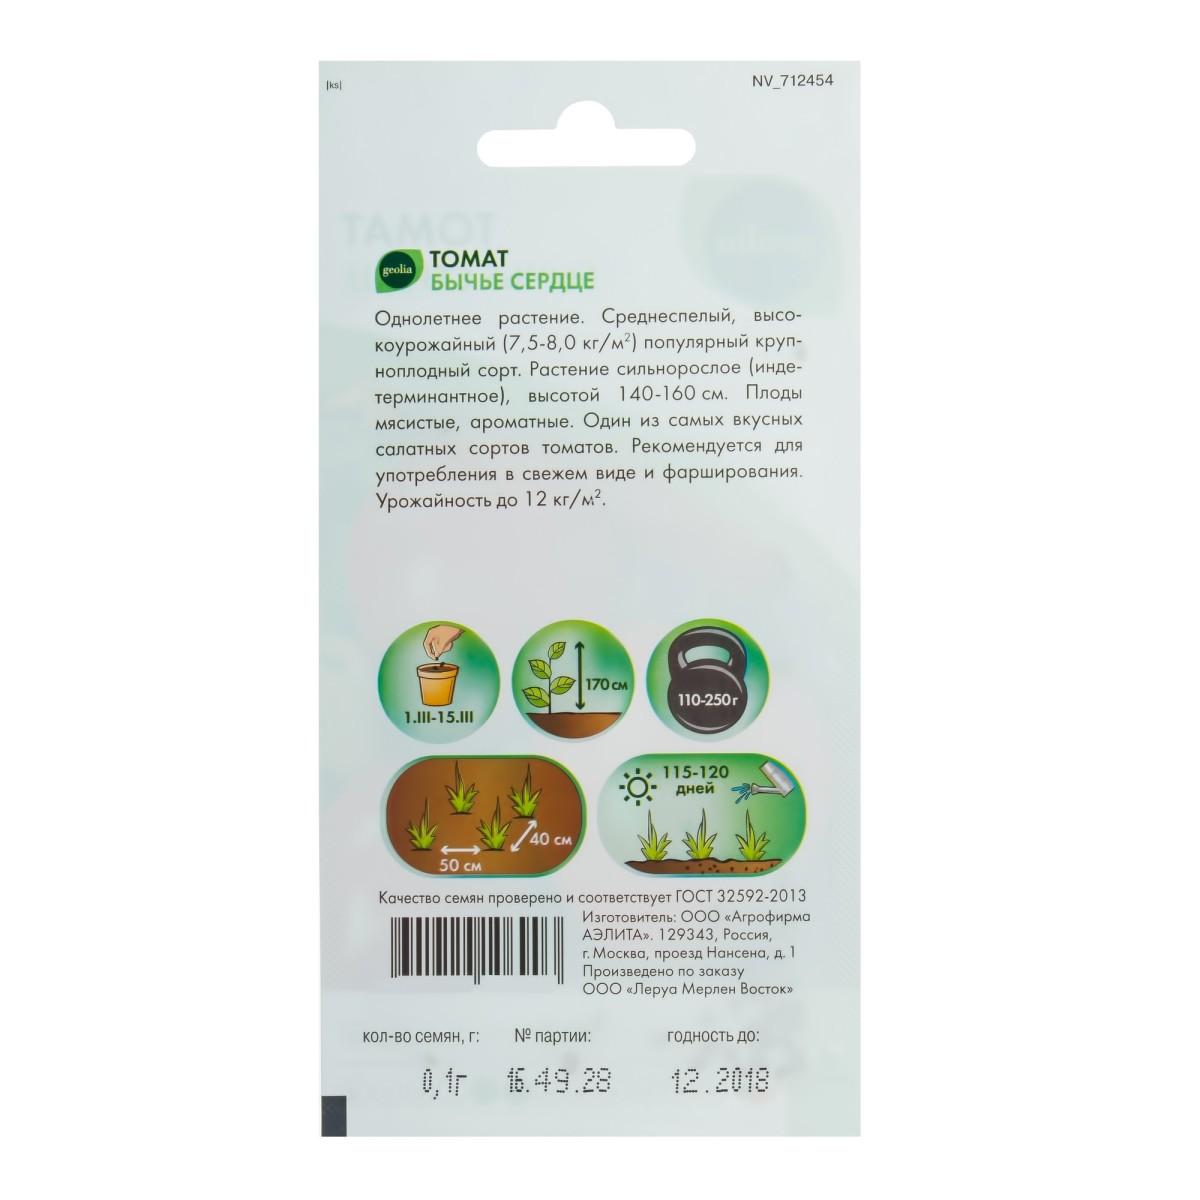 |ks|
NV_712454
geolia
ТОМАТ
БЫЧЬЕ СЕРДЦЕ
Однолетнее растение. Среднеспелый, высо-
коурожайный (7,5-8,0 кг/м²) популярный круп-
ноплодный сорт. Растение сильнорослое (инде-
терминантное), высотой 140-160 см. Плоды
мясистые, ароматные. Один из самых вкусных
салатных сортов томатов. Рекомендуется для
употребления в свежем виде и фарширования.
Урожайность до 12 кг/м².
1.III-15.III
170 см
110-250 г
50 см
40 см
115-120
дней
Качество семян проверено и соответствует ГОСТ 32592-2013
Изготовитель: ООО «Агрофирма
АЭЛИТА». 129343, Россия,
г. Москва, проезд Нансена, д. 1
Произведено по заказу
ООО «Леруа Мерлен Восток»
кол-во семян, г: № партии: годность до:
0,1г 16.49.28 12.2018